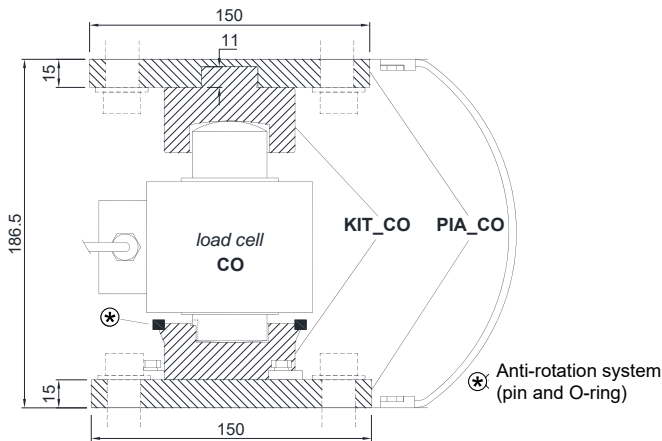 150
11
15
186.5
load cell
CO
KIT_CO
PIA_CO
*
15
150
* Anti-rotation system
(pin and O-ring)